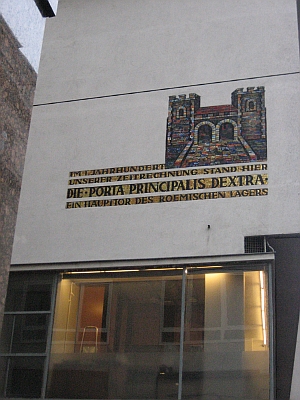 IM 1. JAHRHUNDERT
UNSERER ZEITRECHNUNG STAND HIER
DIE · PORTA PRINCIPALIS DEXTRA ·
EIN HAUPTTOR DES ROEMISCHEN LAGERS